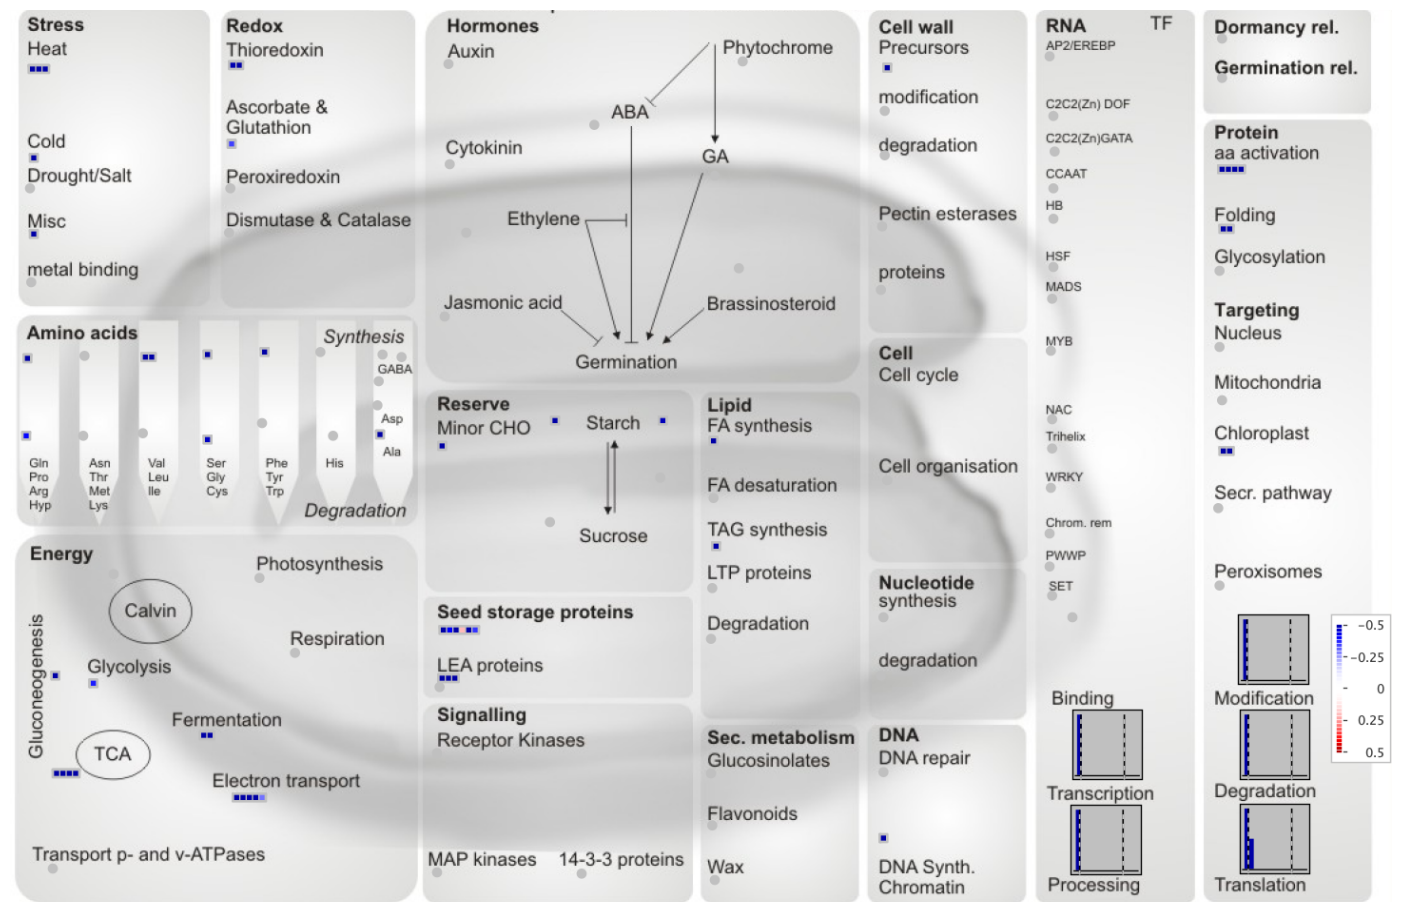 Stress
Heat
Cold
Drought/Salt
Misc
metal binding
Redox
Thioredoxin
Ascorbate &
Glutathion
Peroxiredoxin
Dismutase & Catalase
Hormones
Auxin
Phytochrome
ABA
Cytokinin
GA
Ethylene
Jasmonic acid
Brassinosteroid
Germination
Cell wall
Precursors
modification
degradation
Pectin esterases
proteins
RNA
TF
AP2/EREBP
C2C2(Zn) DOF
C2C2(Zn)GATA
CCAAT
HB
HSF
MADS
MYB
NAC
Trihelix
WRKY
Chrom. rem
PWWP
SET
Binding
Transcription
Processing
Dormancy rel.
Germination rel.
Protein
aa activation
Folding
Glycosylation
Targeting
Nucleus
Mitochondria
Chloroplast
Secr. pathway
Peroxisomes
Modification
Degradation
Translation
−0.5
−0.25
0
0.25
0.5
Amino acids
Synthesis
GABA
Asp
Ala
Gln
Pro
Arg
Hyp
Asn
Thr
Met
Lys
Val
Leu
Ile
Ser
Gly
Cys
Phe
Tyr
Trp
His
Degradation
Reserve
Minor CHO
Starch
Sucrose
Lipid
FA synthesis
FA desaturation
TAG synthesis
LTP proteins
Degradation
Cell
Cell cycle
Cell organisation
Energy
Photosynthesis
Calvin
Respiration
Gluconeogenesis
Glycolysis
Fermentation
TCA
Electron transport
Transport p- and v-ATPases
Seed storage proteins
LEA proteins
Signalling
Receptor Kinases
MAP kinases
14-3-3 proteins
Nucleotide
synthesis
degradation
Sec. metabolism
Glucosinolates
Flavonoids
Wax
DNA
DNA repair
DNA Synth.
Chromatin